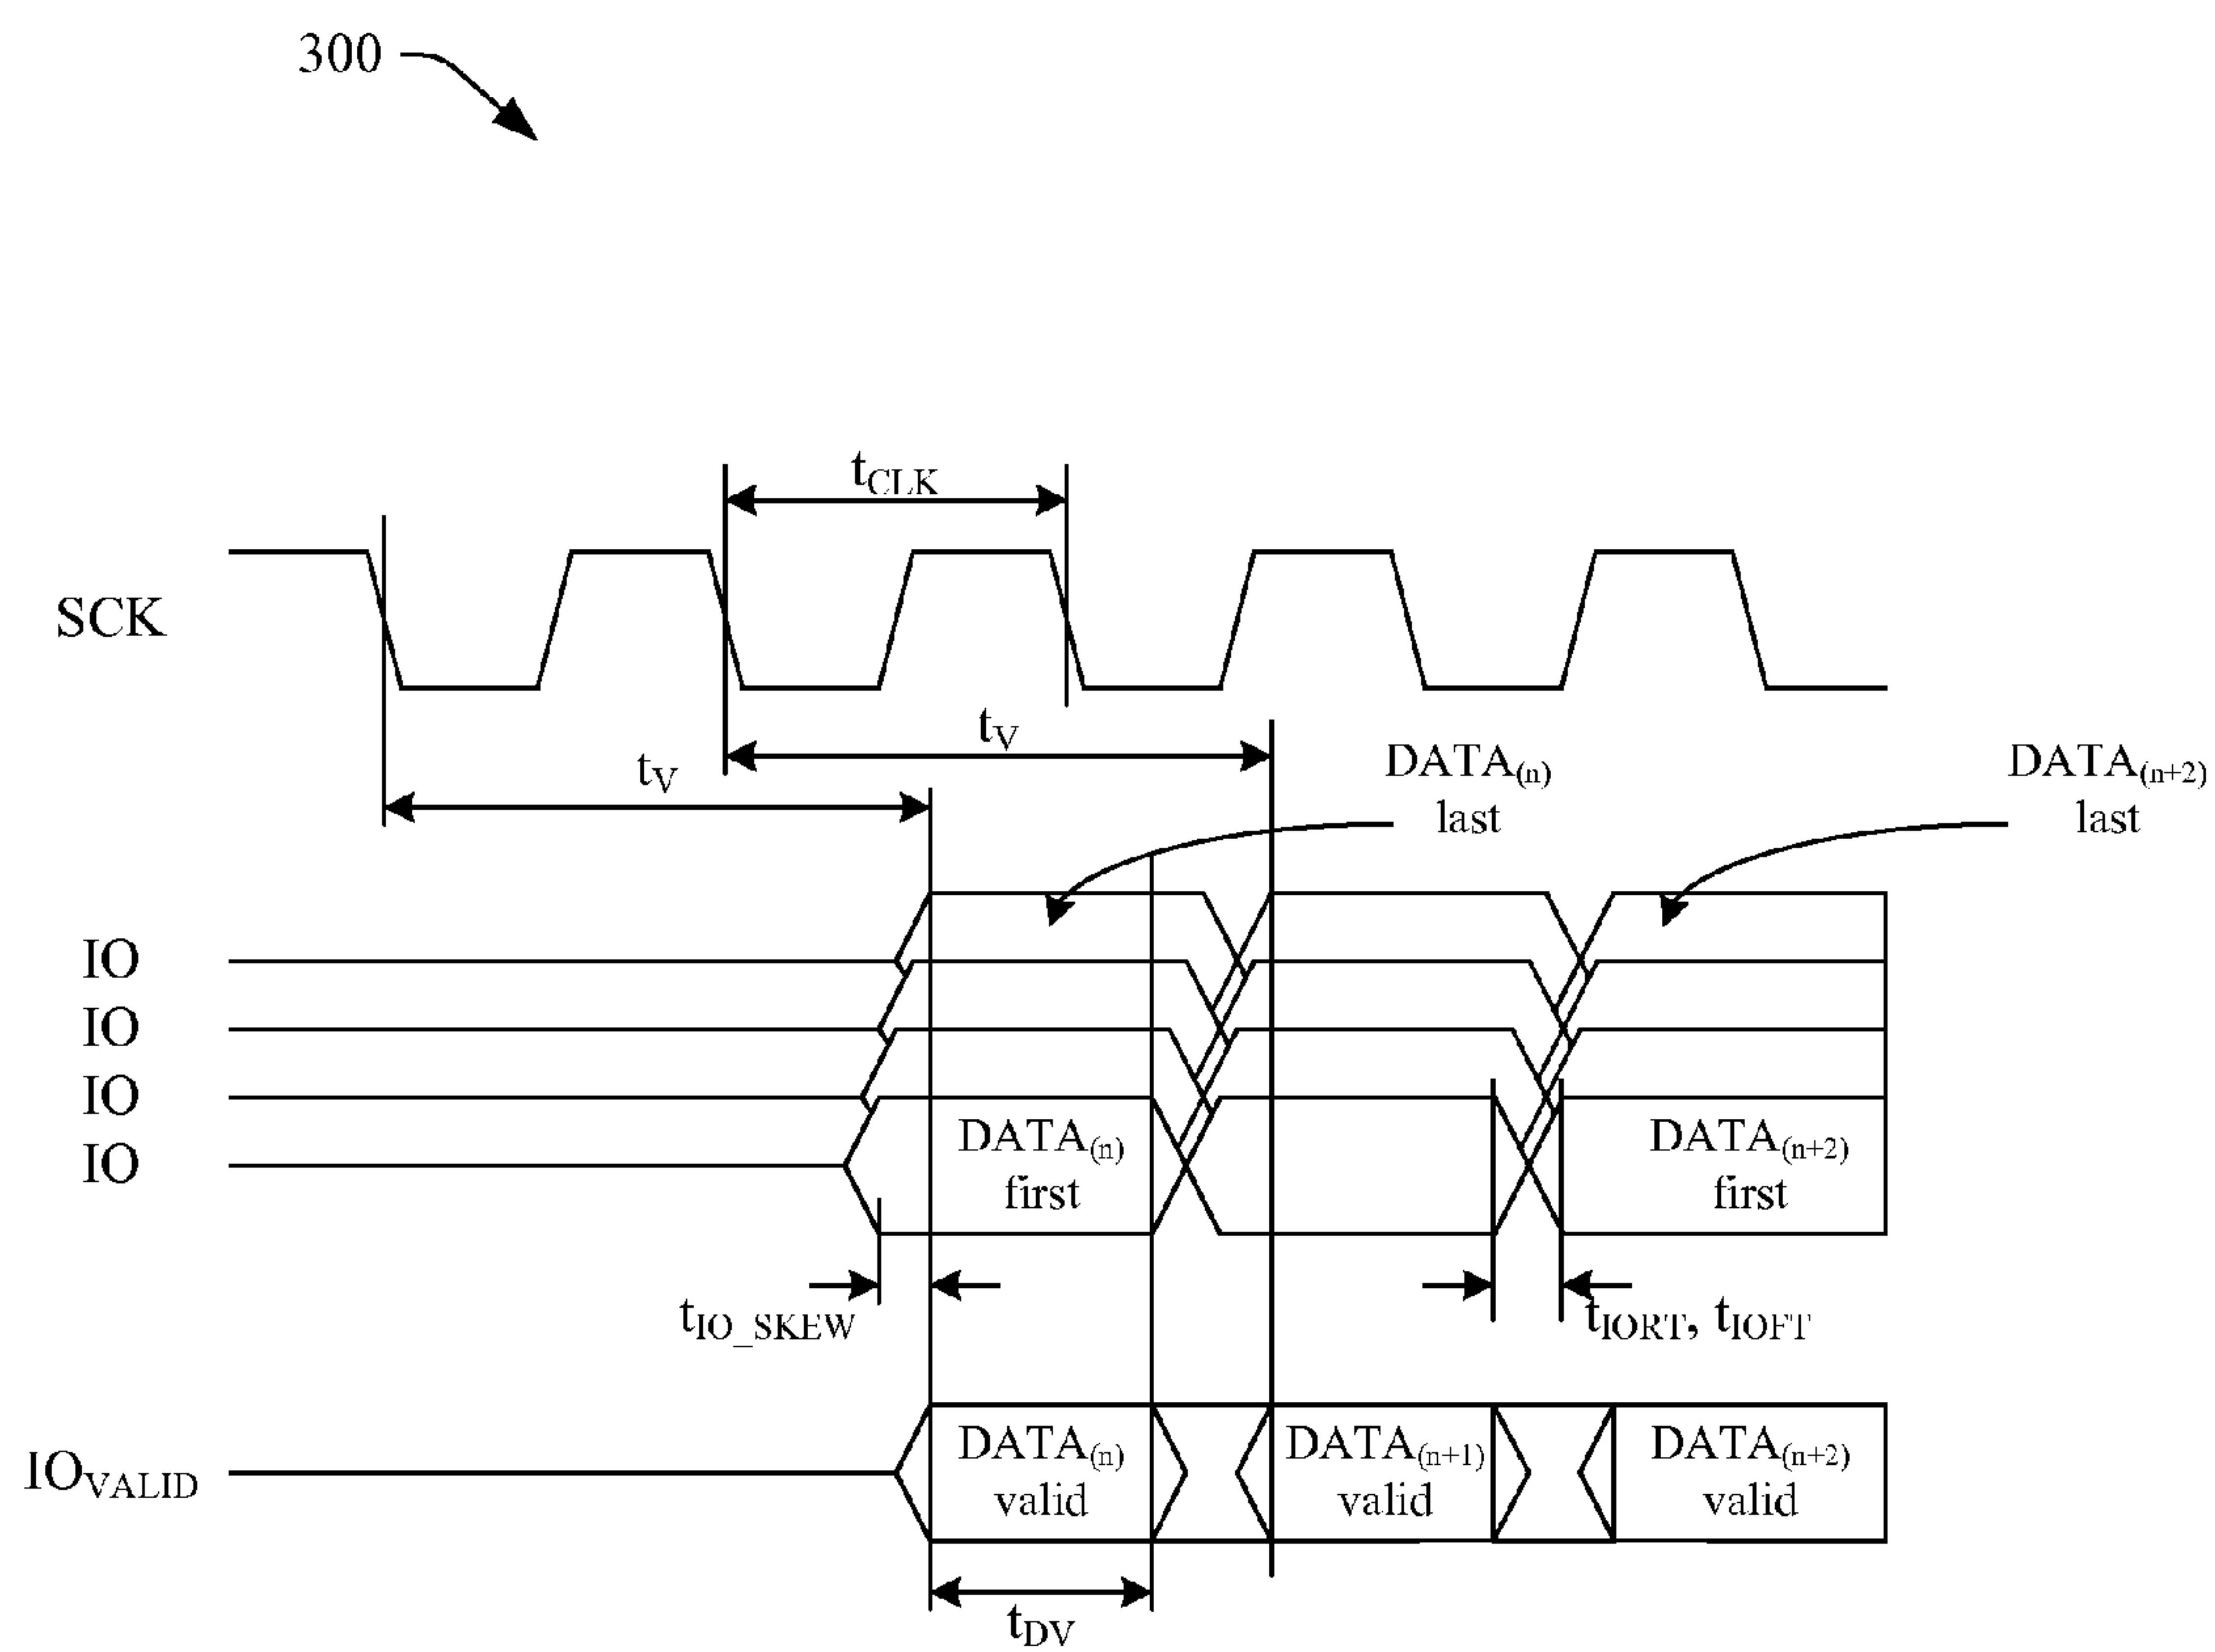 300
tCLK
SCK
tV
tV
DATA(n)
last
DATA(n+2)
last
IO
IO
IO
IO
DATA(n)
first
DATA(n+2)
first
tIO_SKEW
tIORT, tIOFT
IOVALID
DATA(n)
valid
DATA(n+1)
valid
DATA(n+2)
valid
tDV